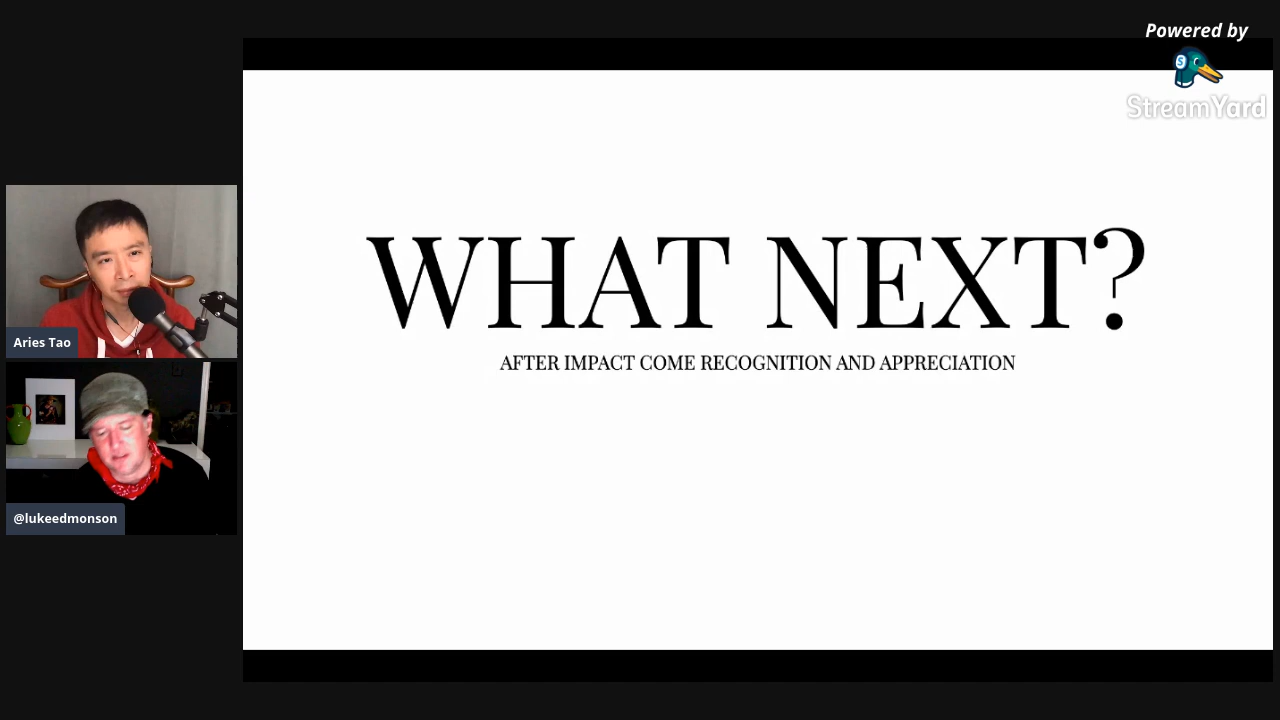 Powered by
StreamYard
WHAT NEXT?
AFTER IMPACT COME RECOGNITION AND APPRECIATION
Aries Tao
@lukeedmonson